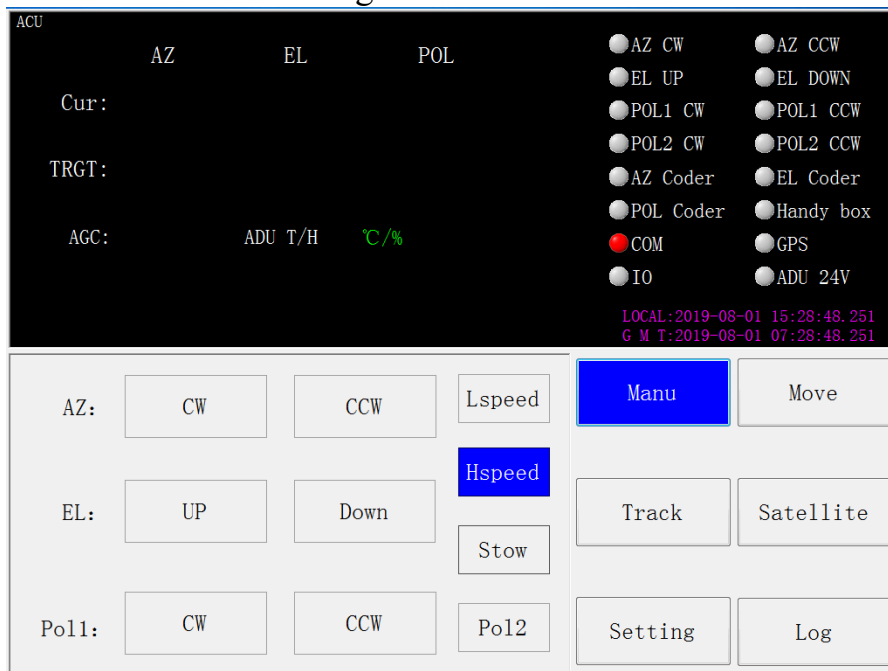 ACU
AZ EL POL
Cur:
TRGT:
AGC: ADU T/H ℃/%
AZ CW AZ CCW
EL UP EL DOWN
POL1 CW POL1 CCW
POL2 CW POL2 CCW
AZ Coder EL Coder
POL Coder Handy box
COM GPS
IO ADU 24V
LOCAL:2019-08-01 15:28:48.251
G M T:2019-08-01 07:28:48.251
AZ: CW CCW Lspeed
Hspeed
EL: UP Down
Stow
Pol1: CW CCW Pol2
Manu Move
Track Satellite
Setting Log